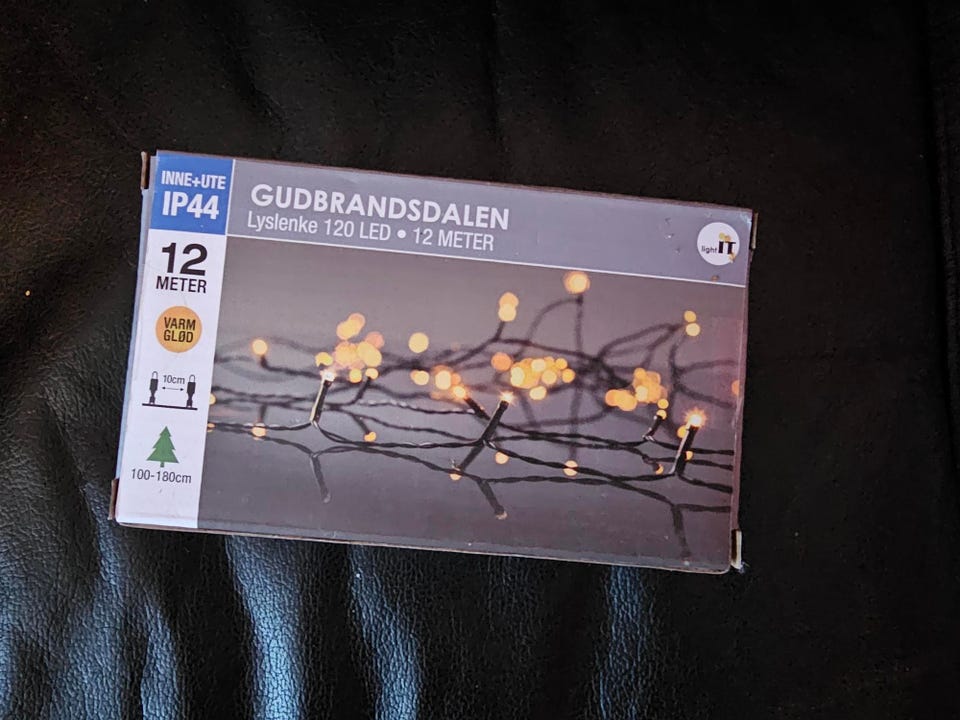 INNE+UTE
IP44
GUDBRANDSDALEN
Lyslenke 120 LED • 12 METER
light IT
12
METER
VARM
GLØD
10cm
100-180cm